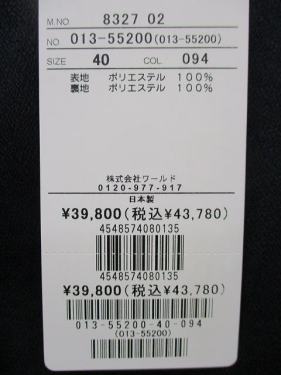 M.NO 8327 02
NO. 013-55200(013-55200)
SIZE 40 COL. 094
表地 ポリエステル 100%
裏地 ポリエステル 100%
株式会社ワールド
0120-977-917
日本製
¥39,800(税込¥43,780)
4548574080135
4548574080135
¥39,800(税込¥43,780)
013-55200-40-094
(013-55200)